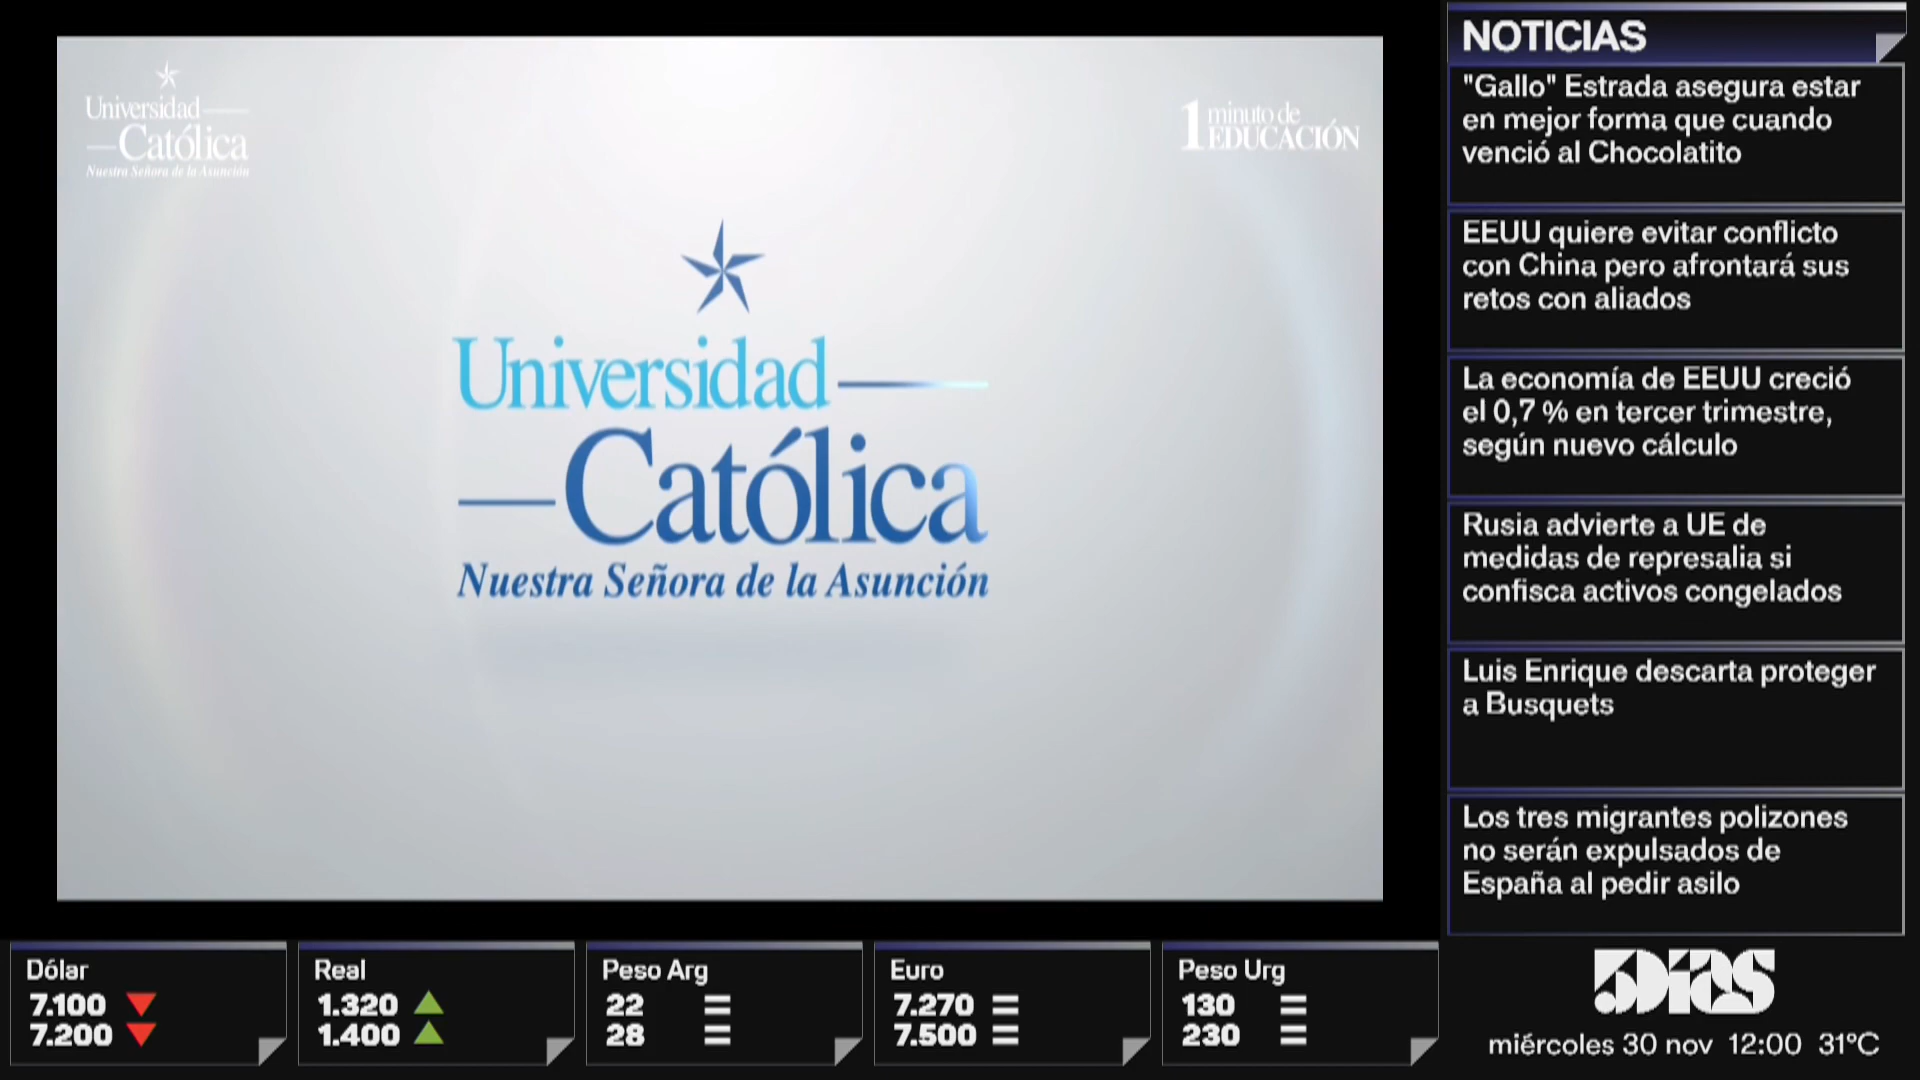 Universidad
Católica
Nuestra Señora de la Asunción
1 minuto de
EDUCACIÓN
Universidad
Católica
Nuestra Señora de la Asunción
NOTICIAS
"Gallo" Estrada asegura estar
en mejor forma que cuando
venció al Chocolatito
EEUU quiere evitar conflicto
con China pero afrontará sus
retos con aliados
La economía de EEUU creció
el 0,7 % en tercer trimestre,
según nuevo cálculo
Rusia advierte a UE de
medidas de represalia si
confisca activos congelados
Luis Enrique descarta proteger
a Busquets
Los tres migrantes polizones
no serán expulsados de
España al pedir asilo
Dólar
7.100
7.200
Real
1.320
1.400
Peso Arg
22
28
Euro
7.270
7.500
Peso Urg
130
230
5Días
miércoles 30 nov 12:00 31°C